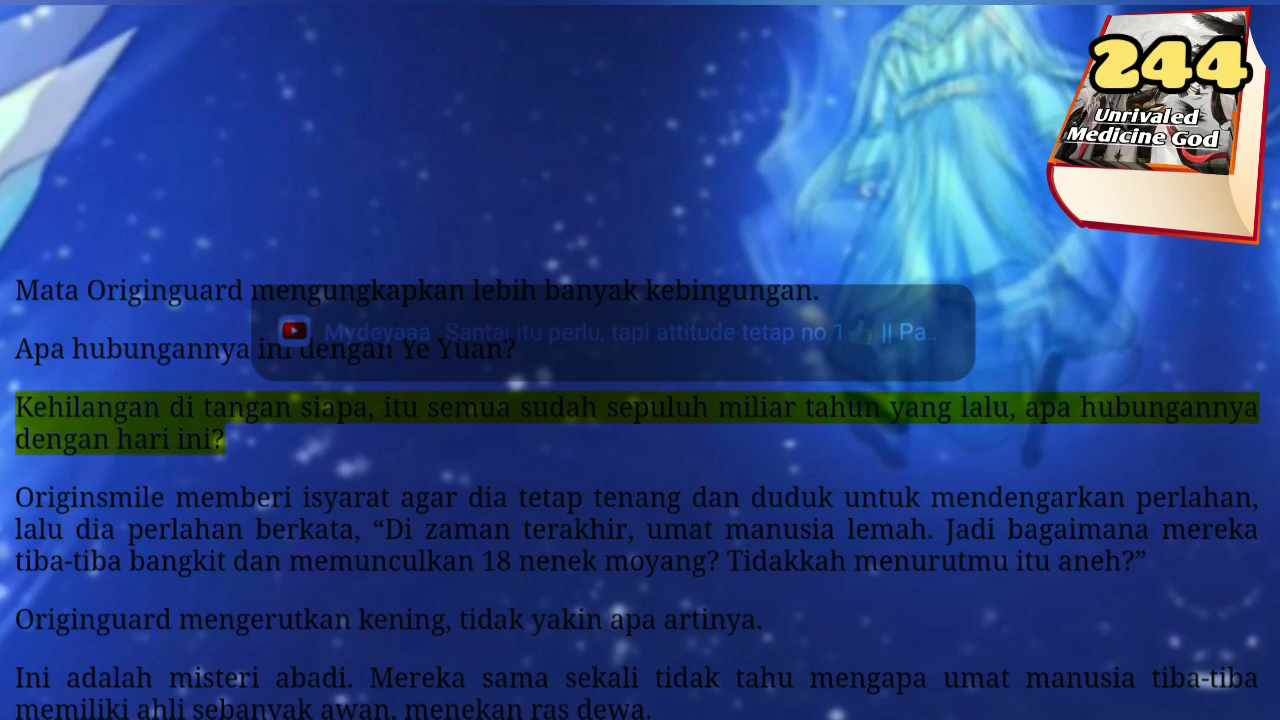 244
Unrivaled
Medicine God
Mata Originguard mengungkapkan lebih banyak kebingungan.
Mydeyaaa Santai itu perlu, tapi attitude tetap no 1 || Pa..
Apa hubungannya ini dengan Ye Yuan?
Kehilangan di tangan siapa, itu semua sudah sepuluh miliar tahun yang lalu, apa hubungannya
dengan hari ini?
Originsmile memberi isyarat agar dia tetap tenang dan duduk untuk mendengarkan perlahan,
lalu dia perlahan berkata, “Di zaman terakhir, umat manusia lemah. Jadi bagaimana mereka
tiba-tiba bangkit dan memunculkan 18 nenek moyang? Tidakkah menurutmu itu aneh?”
Originguard mengerutkan kening, tidak yakin apa artinya.
Ini adalah misteri abadi. Mereka sama sekali tidak tahu mengapa umat manusia tiba-tiba
memiliki ahli sebanyak awan, menekan ras dewa.